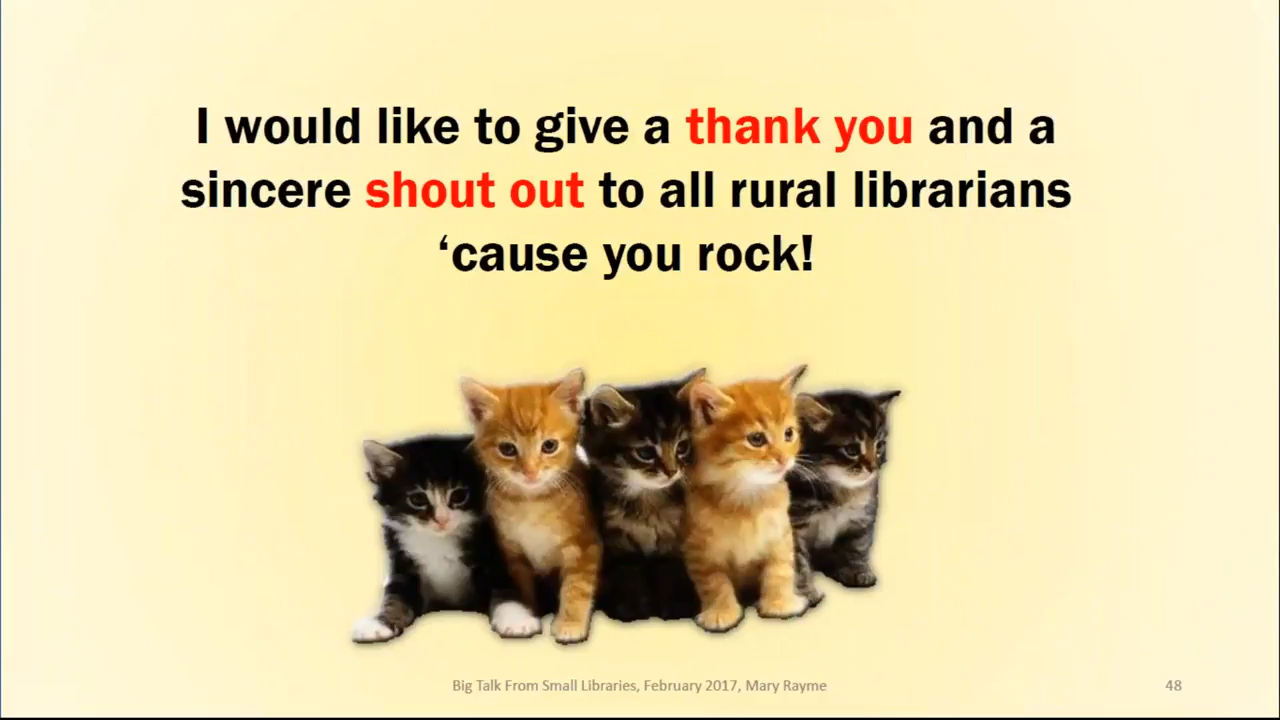 I would like to give a thank you and a
sincere shout out to all rural librarians
‘cause you rock!
Big Talk From Small Libraries, February 2017, Mary Rayme
48